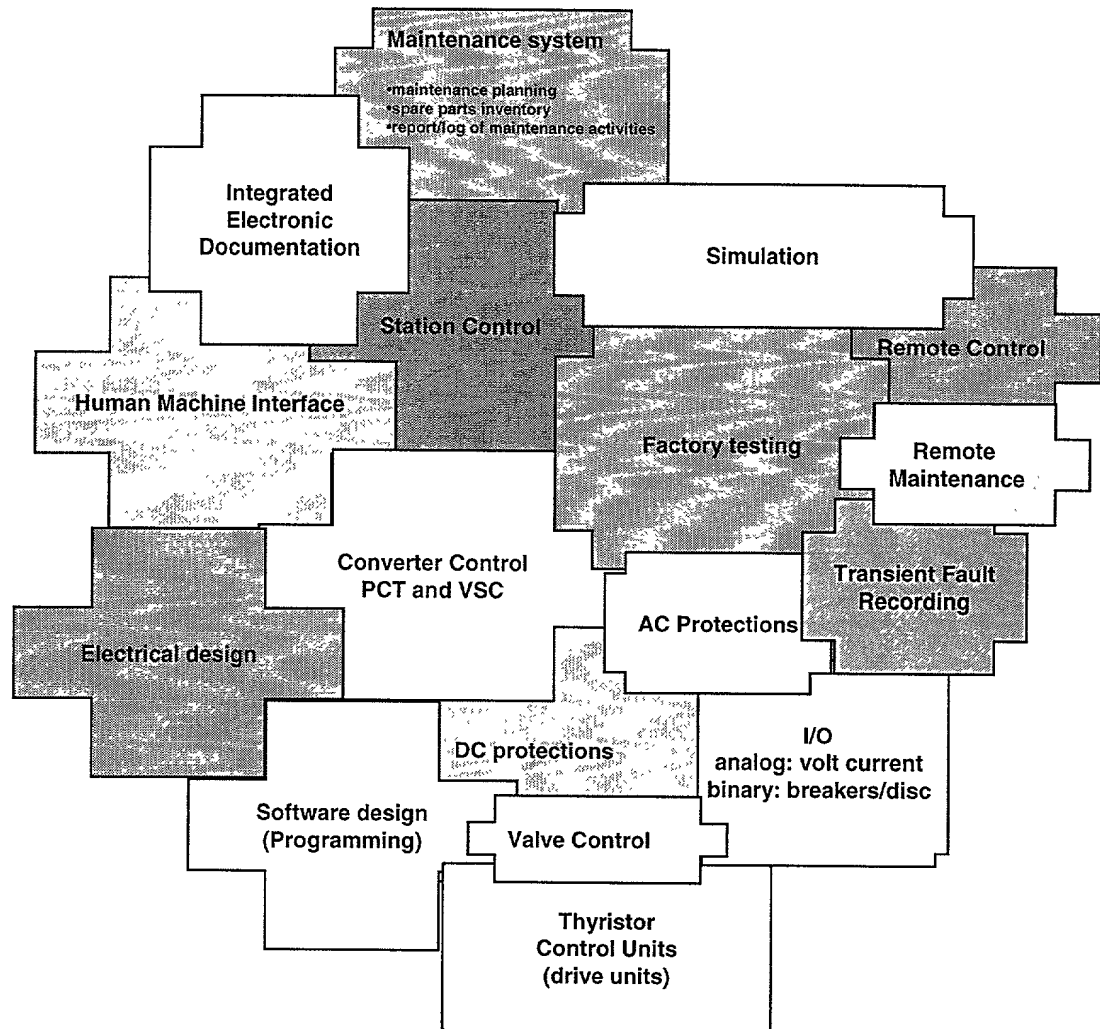 Maintenance system
•maintenance planning
•spare parts inventory
•report/log of maintenance activities
Integrated
Electronic
Documentation
Simulation
Station Control
Remote Control
Human Machine Interface
Factory testing
Remote
Maintenance
Converter Control
PCT and VSC
Transient Fault
Recording
AC Protections
Electrical design
I/O
analog: volt current
binary: breakers/disc
DC protections
Software design
(Programming)
Valve Control
Thyristor
Control Units
(drive units)